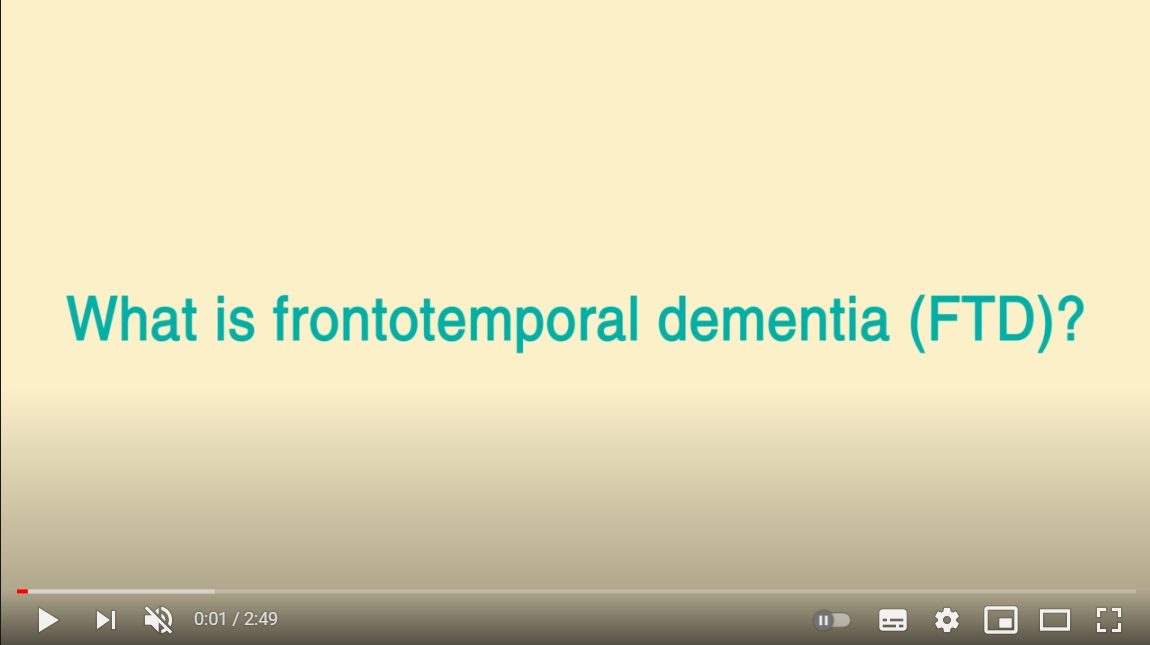 What is frontotemporal dementia (FTD)?
0:01 / 2:49